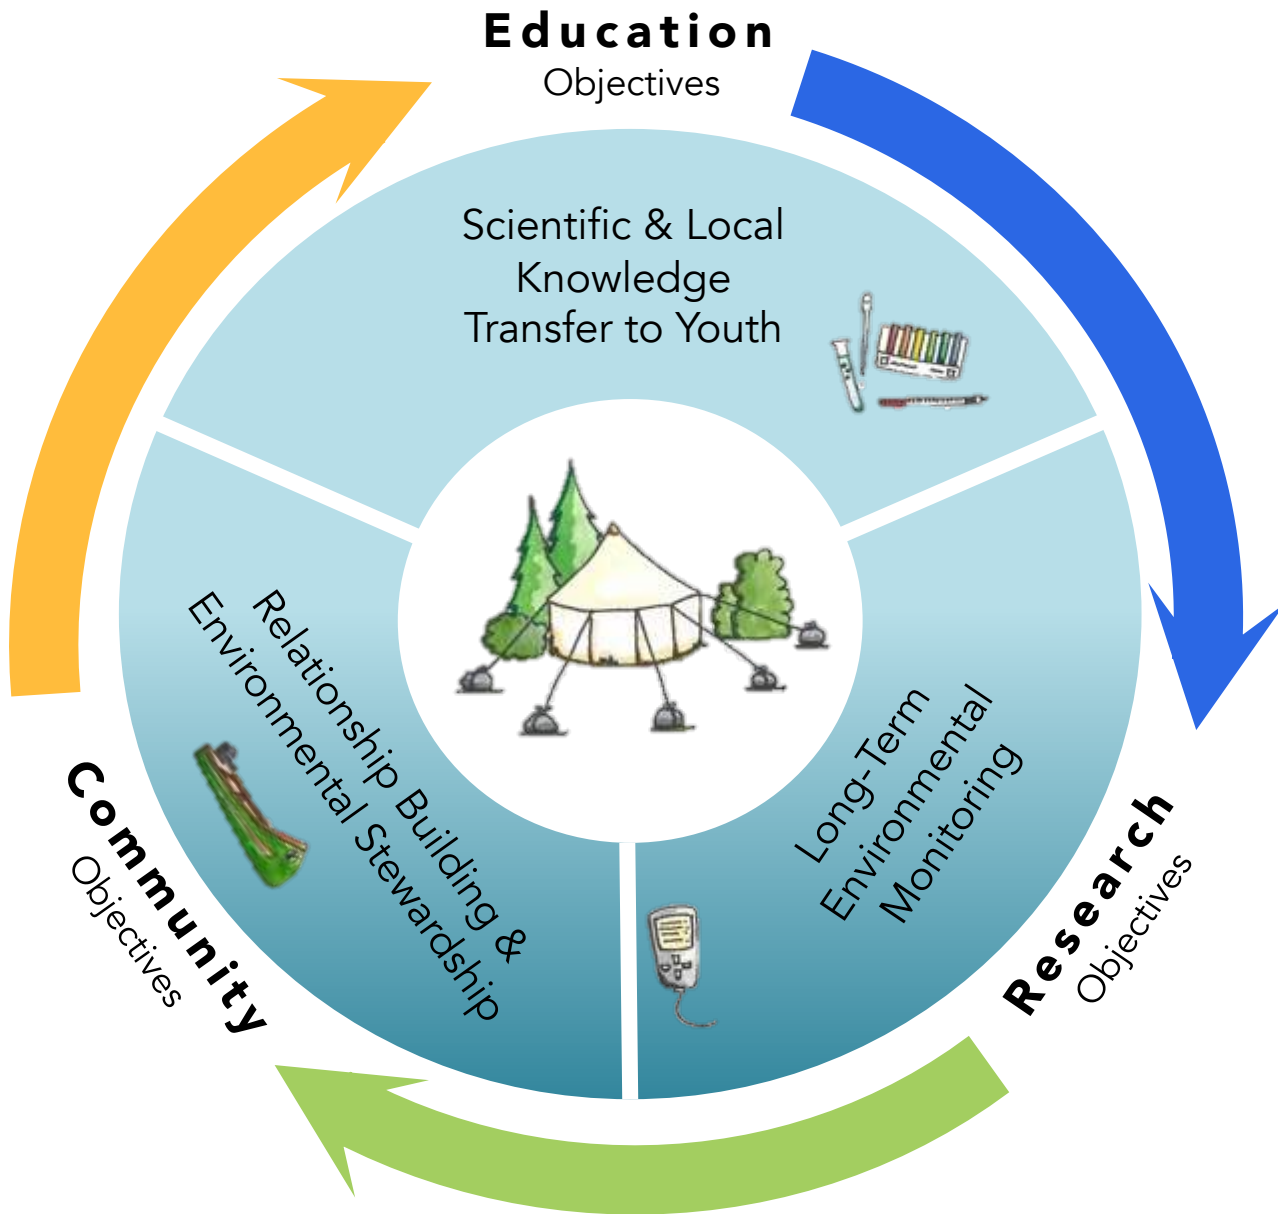 Education
Objectives
Scientific & Local
Knowledge
Transfer to Youth
Long-Term
Environmental
Monitoring
Research
Objectives
Relationship Building &
Environmental Stewardship
Community
Objectives